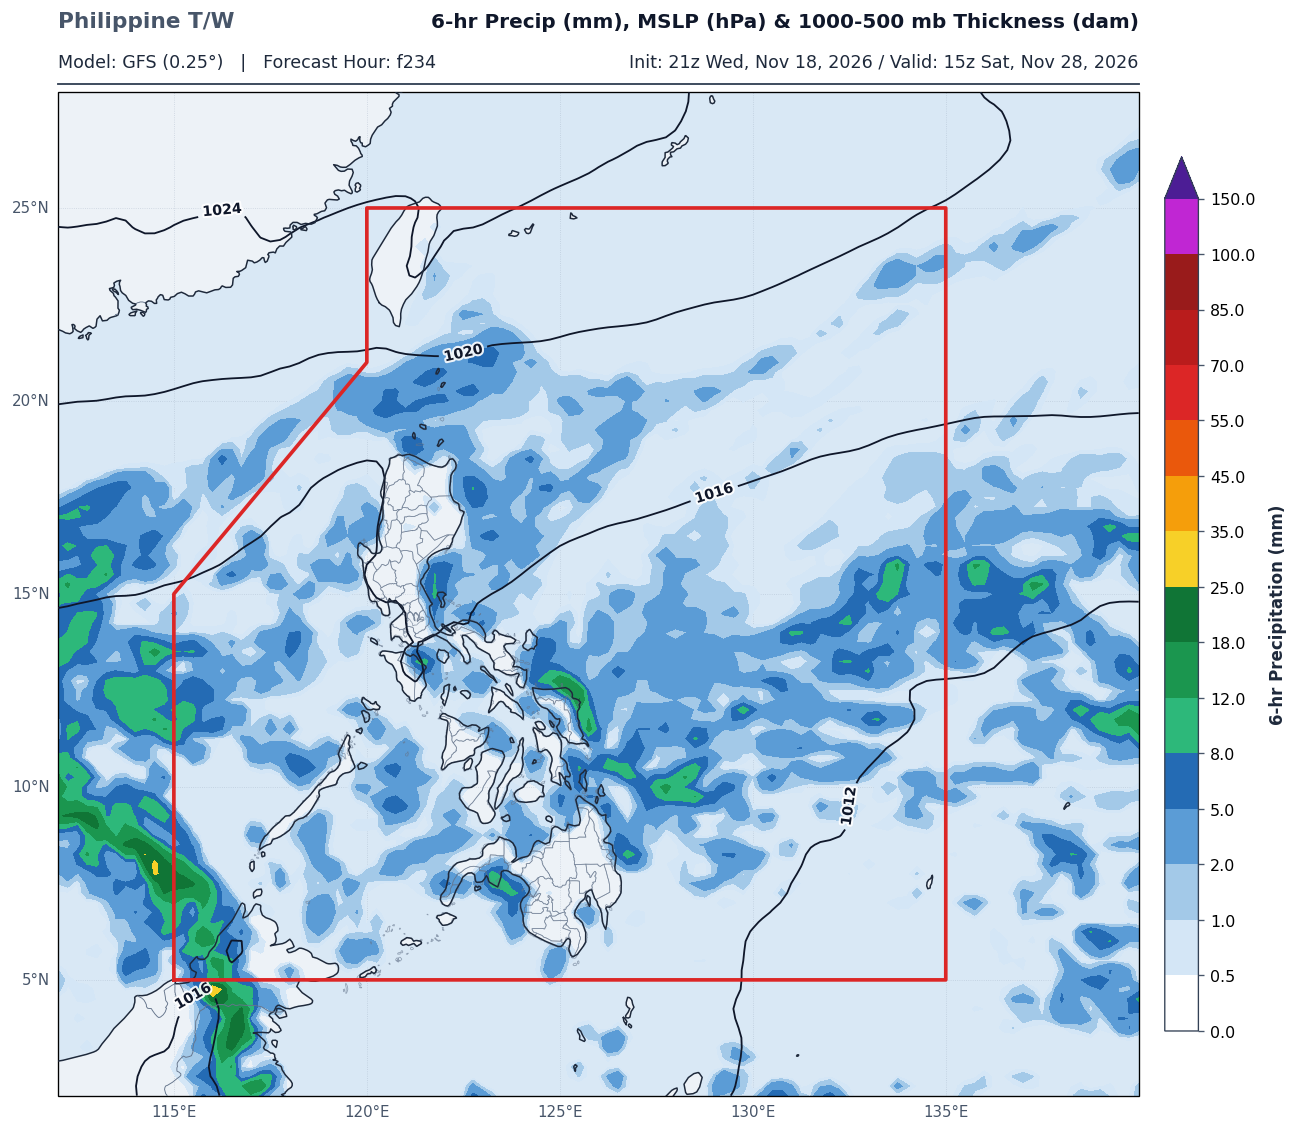 Philippine T/W
6-hr Precip (mm), MSLP (hPa) & 1000-500 mb Thickness (dam)
Model: GFS (0.25°) | Forecast Hour: f234
Init: 21z Wed, Nov 18, 2026 / Valid: 15z Sat, Nov 28, 2026
25°N
20°N
15°N
10°N
5°N
115°E
120°E
125°E
130°E
135°E
1024
1020
1016
1012
1016
150.0
100.0
85.0
70.0
55.0
45.0
35.0
25.0
18.0
12.0
8.0
5.0
2.0
1.0
0.5
0.0
6-hr Precipitation (mm)